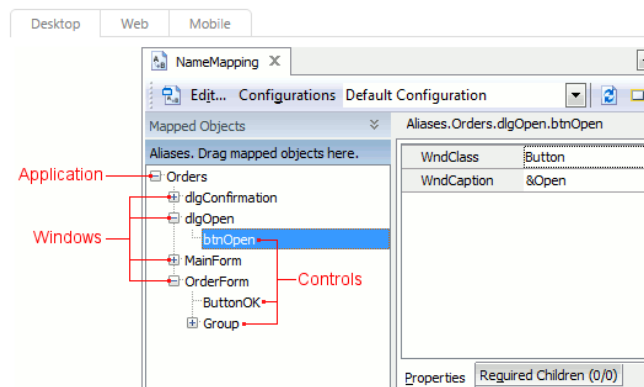 Desktop Web Mobile
NameMapping X
Edit... Configurations Default Configuration
Mapped Objects
Aliases.Orders.dlgOpen.btnOpen
Aliases. Drag mapped objects here.
WndClass Button
WndCaption &Open
Application
Orders
dlgConfirmation
dlgOpen
Windows
btnOpen
MainForm
OrderForm
Controls
ButtonOK
Group
Properties Required Children (0/0)